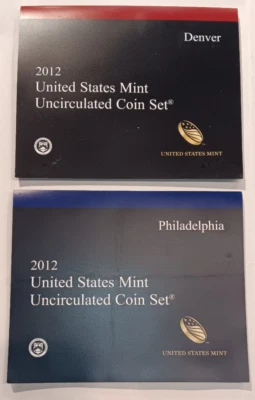 Denver
2012
United States Mint
Uncirculated Coin Set®
UNITED STATES MINT
Philadelphia
2012
United States Mint
Uncirculated Coin Set®
UNITED STATES MINT